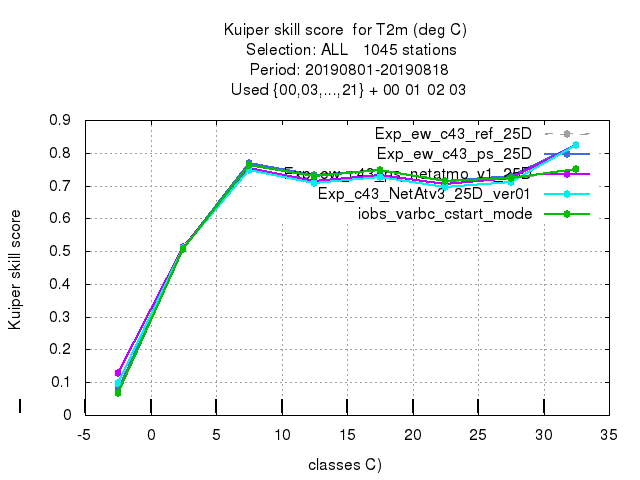 Kuiper skill score for T2m (deg C)
Selection: ALL 1045 stations
Period: 20190801-20190818
Used {00,03,...,21} + 00 01 02 03
Exp_ew_c43_ref_25D
Exp_ew_c43_ps_25D
netatmo_v1_25D
Exp_c43_NetAtv3_25D_ver01
iobs_varbc_cstart_mode
Kuiper skill score
0.9
0.8
0.7
0.6
0.5
0.4
0.3
0.2
0.1
0
-5
0
5
10
15
20
25
30
35
classes C)